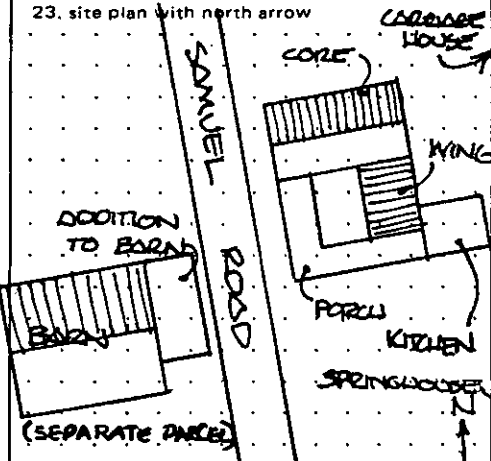 23. site plan with north arrow
CARRIAGE
HOUSE
CORE
SAMUEL
ROAD
WING
ADDITION
TO BARN
BARN
PORCH
KITCHEN
SPRINGHOUSE
N
(SEPARATE PARCEL)